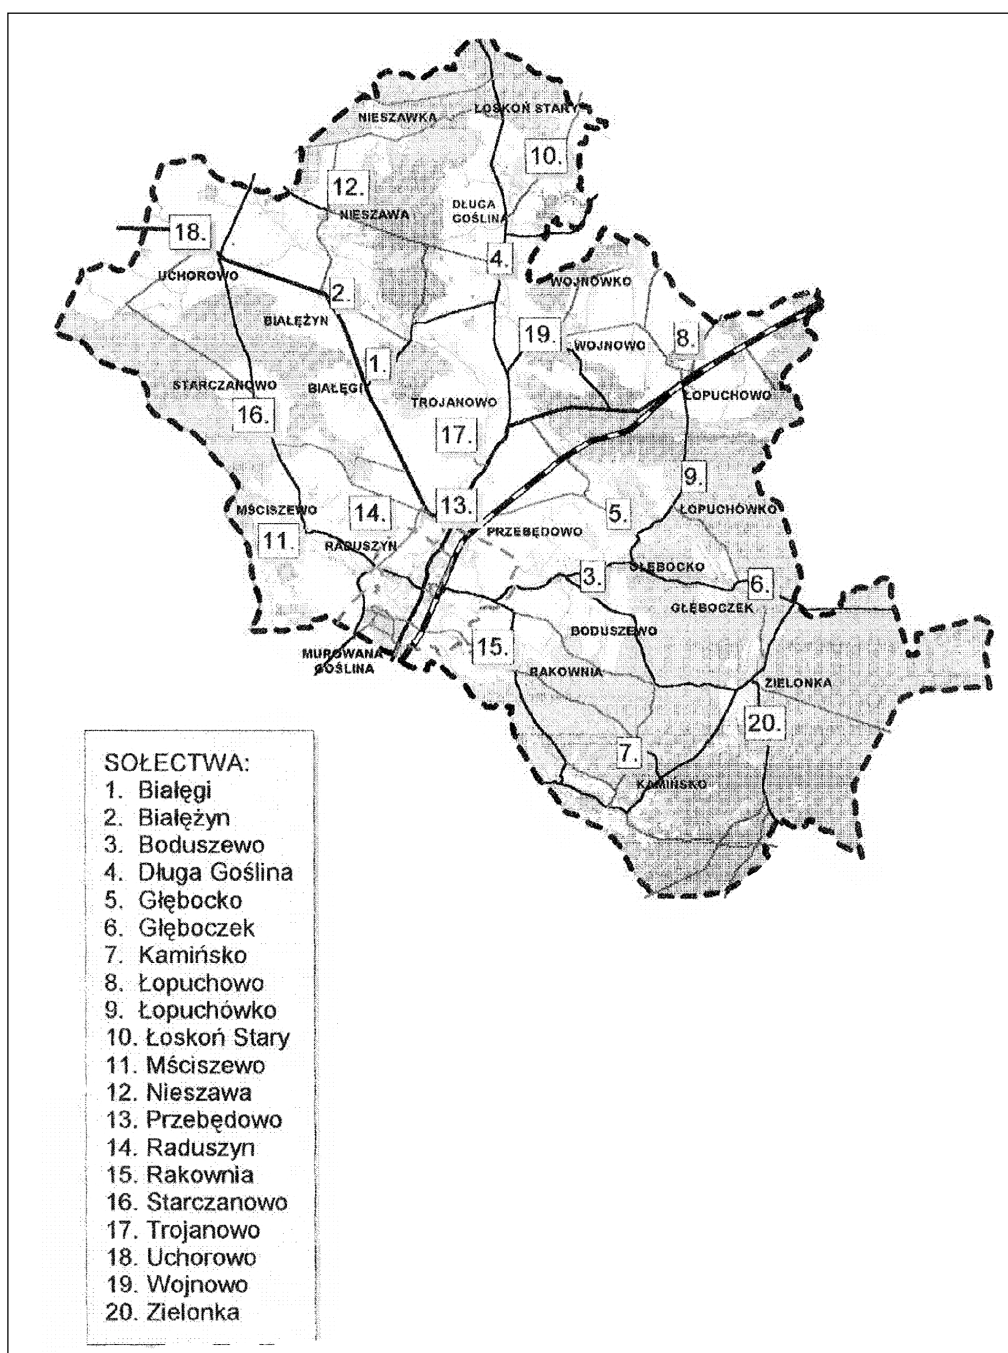 NIESZAWKA
ŁOSKOŃ STARY
10.
12.
NIESZAWA
DŁUGA
GOŚLINA
18.
4.
UCHOROWO
WOJNÓWKO
2.
BIAŁĘŻYN
19.
WOJNOWO
8.
1.
STARCZANOWO
BIAŁĘGI
TROJANOWO
ŁOPUCHOWO
16.
17.
9.
MŚCISZEWO
14.
13.
5.
ŁOPUCHÓWKO
11.
RADUSZYN
PRZEBĘDOWO
GŁĘBOCKO
3.
6.
GŁĘBOCZEK
BODUSZEWO
MUROWANA
GOŚLINA
15.
RAKOWNIA
ZIELONKA
20.
7.
KAMIŃSKO
SOŁECTWA:
1. Białęgi
2. Białężyn
3. Boduszewo
4. Długa Goślina
5. Głębocko
6. Głęboczek
7. Kamińsko
8. Łopuchowo
9. Łopuchówko
10. Łoskoń Stary
11. Mściszewo
12. Nieszawa
13. Przebędowo
14. Raduszyn
15. Rakownia
16. Starczanowo
17. Trojanowo
18. Uchorowo
19. Wojnowo
20. Zielonka